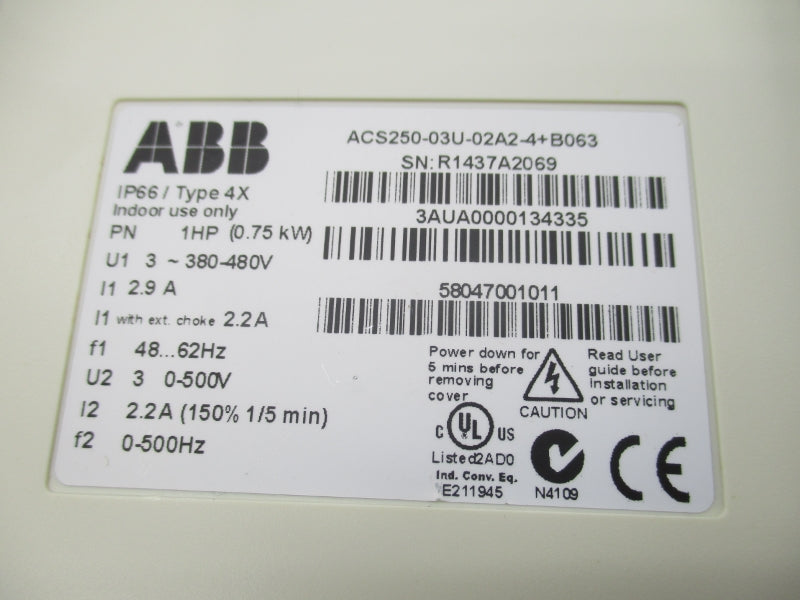 ABB
IP66 / Type 4X
Indoor use only
PN 1HP (0.75 kW)
U1 3 ~ 380-480V
I1 2.9 A
I1 with ext. choke 2.2 A
f1 48...62Hz
U2 3 0-500V
I2 2.2 A (150% 1/5 min)
f2 0-500Hz
ACS250-03U-02A2-4+B063
SN: R1437A2069
3AUA0000134335
58047001011
Power down for
5 mins before
removing
cover
CAUTION
Read User
guide before
installation
or servicing
C UL US
Listed2AD0
Ind. Conv. Eq.
E211945
N4109
CE